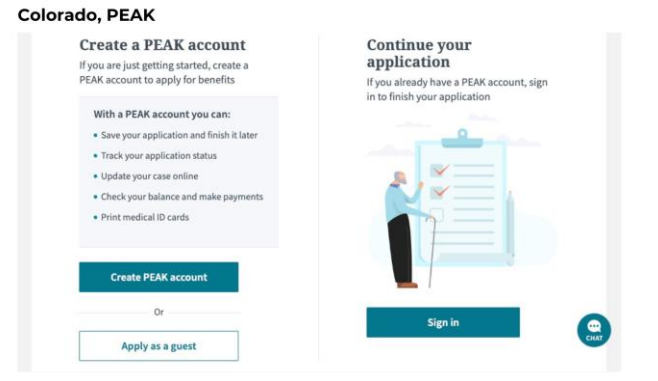 Colorado, PEAK
Create a PEAK account
If you are just getting started, create a
PEAK account to apply for benefits
With a PEAK account you can:
• Save your application and finish it later
• Track your application status
• Update your case online
• Check your balance and make payments
• Print medical ID cards
Create PEAK account
Or
Apply as a guest
Continue your
application
If you already have a PEAK account, sign
in to finish your application
Sign in
CHAT